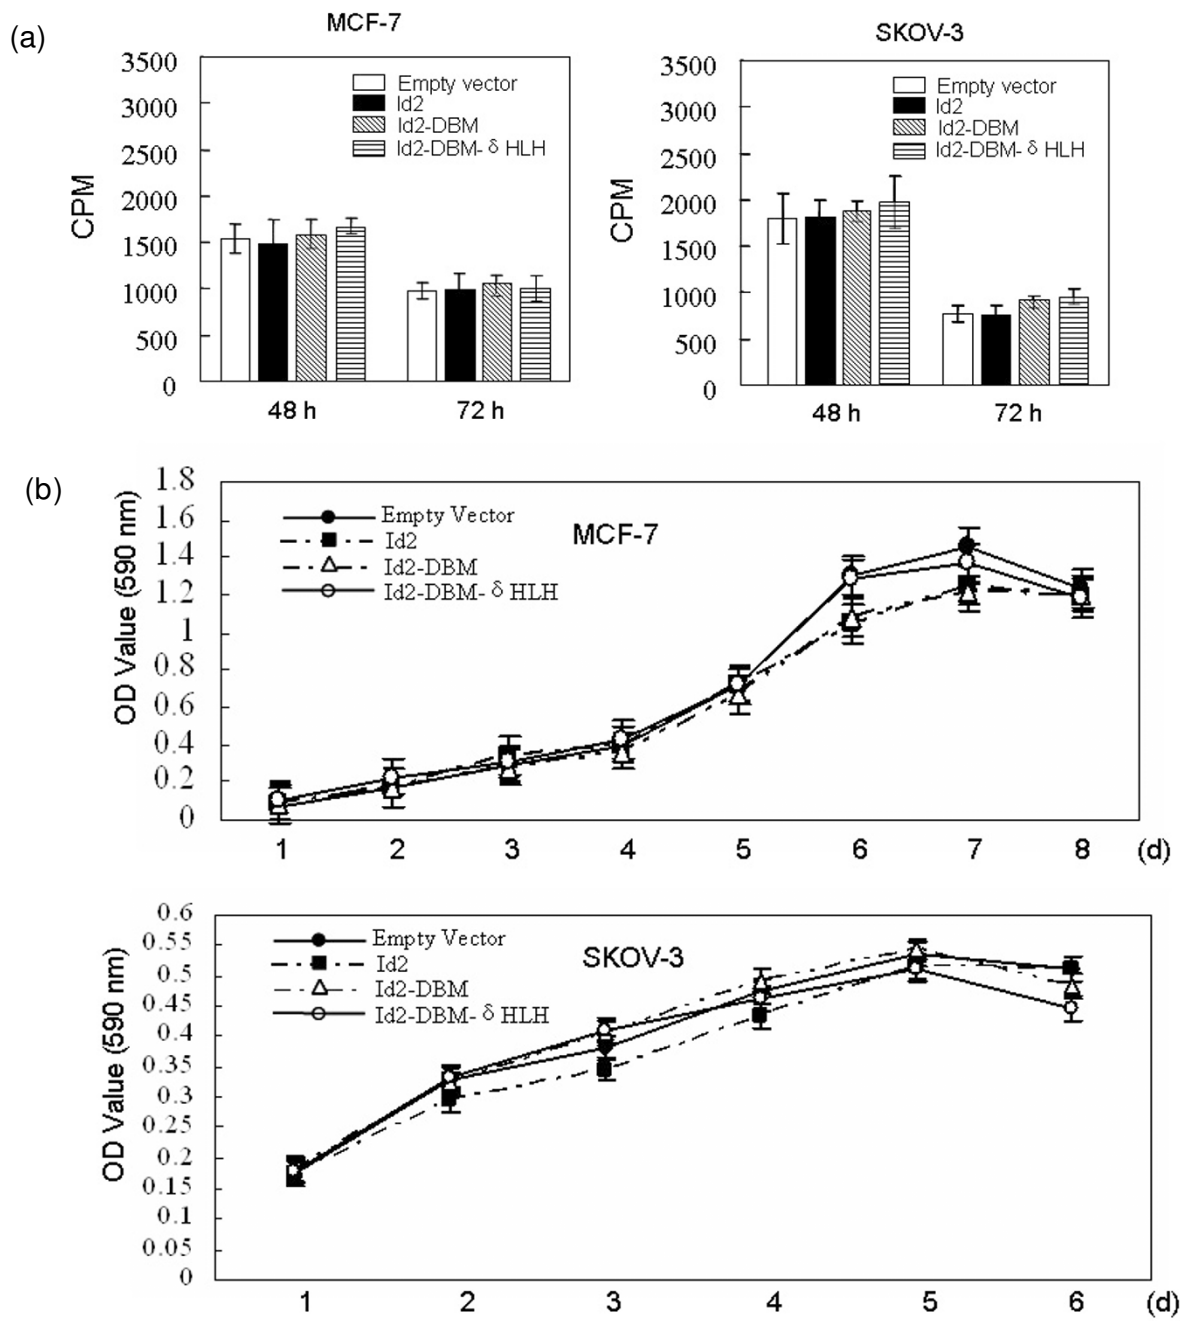 (a)
MCF-7
3500
3000
2500
2000
1500
1000
500
0
CPM
Empty vector
Id2
Id2-DBM
Id2-DBM-δ HLH
48 h
72 h
SKOV-3
3500
3000
2500
2000
1500
1000
500
0
CPM
Empty vector
Id2
Id2-DBM
Id2-DBM-δ HLH
48 h
72 h
(b)
OD Value (590 nm)
1.8
1.6
1.4
1.2
1
0.8
0.6
0.4
0.2
0
Empty Vector
Id2
Id2-DBM
Id2-DBM-δ HLH
MCF-7
1 2 3 4 5 6 7 8 (d)
OD Value (590 nm)
0.6
0.55
0.5
0.45
0.4
0.35
0.3
0.25
0.2
0.15
0.1
0.05
0
Empty Vector
Id2
Id2-DBM
Id2-DBM-δ HLH
SKOV-3
1 2 3 4 5 6 (d)